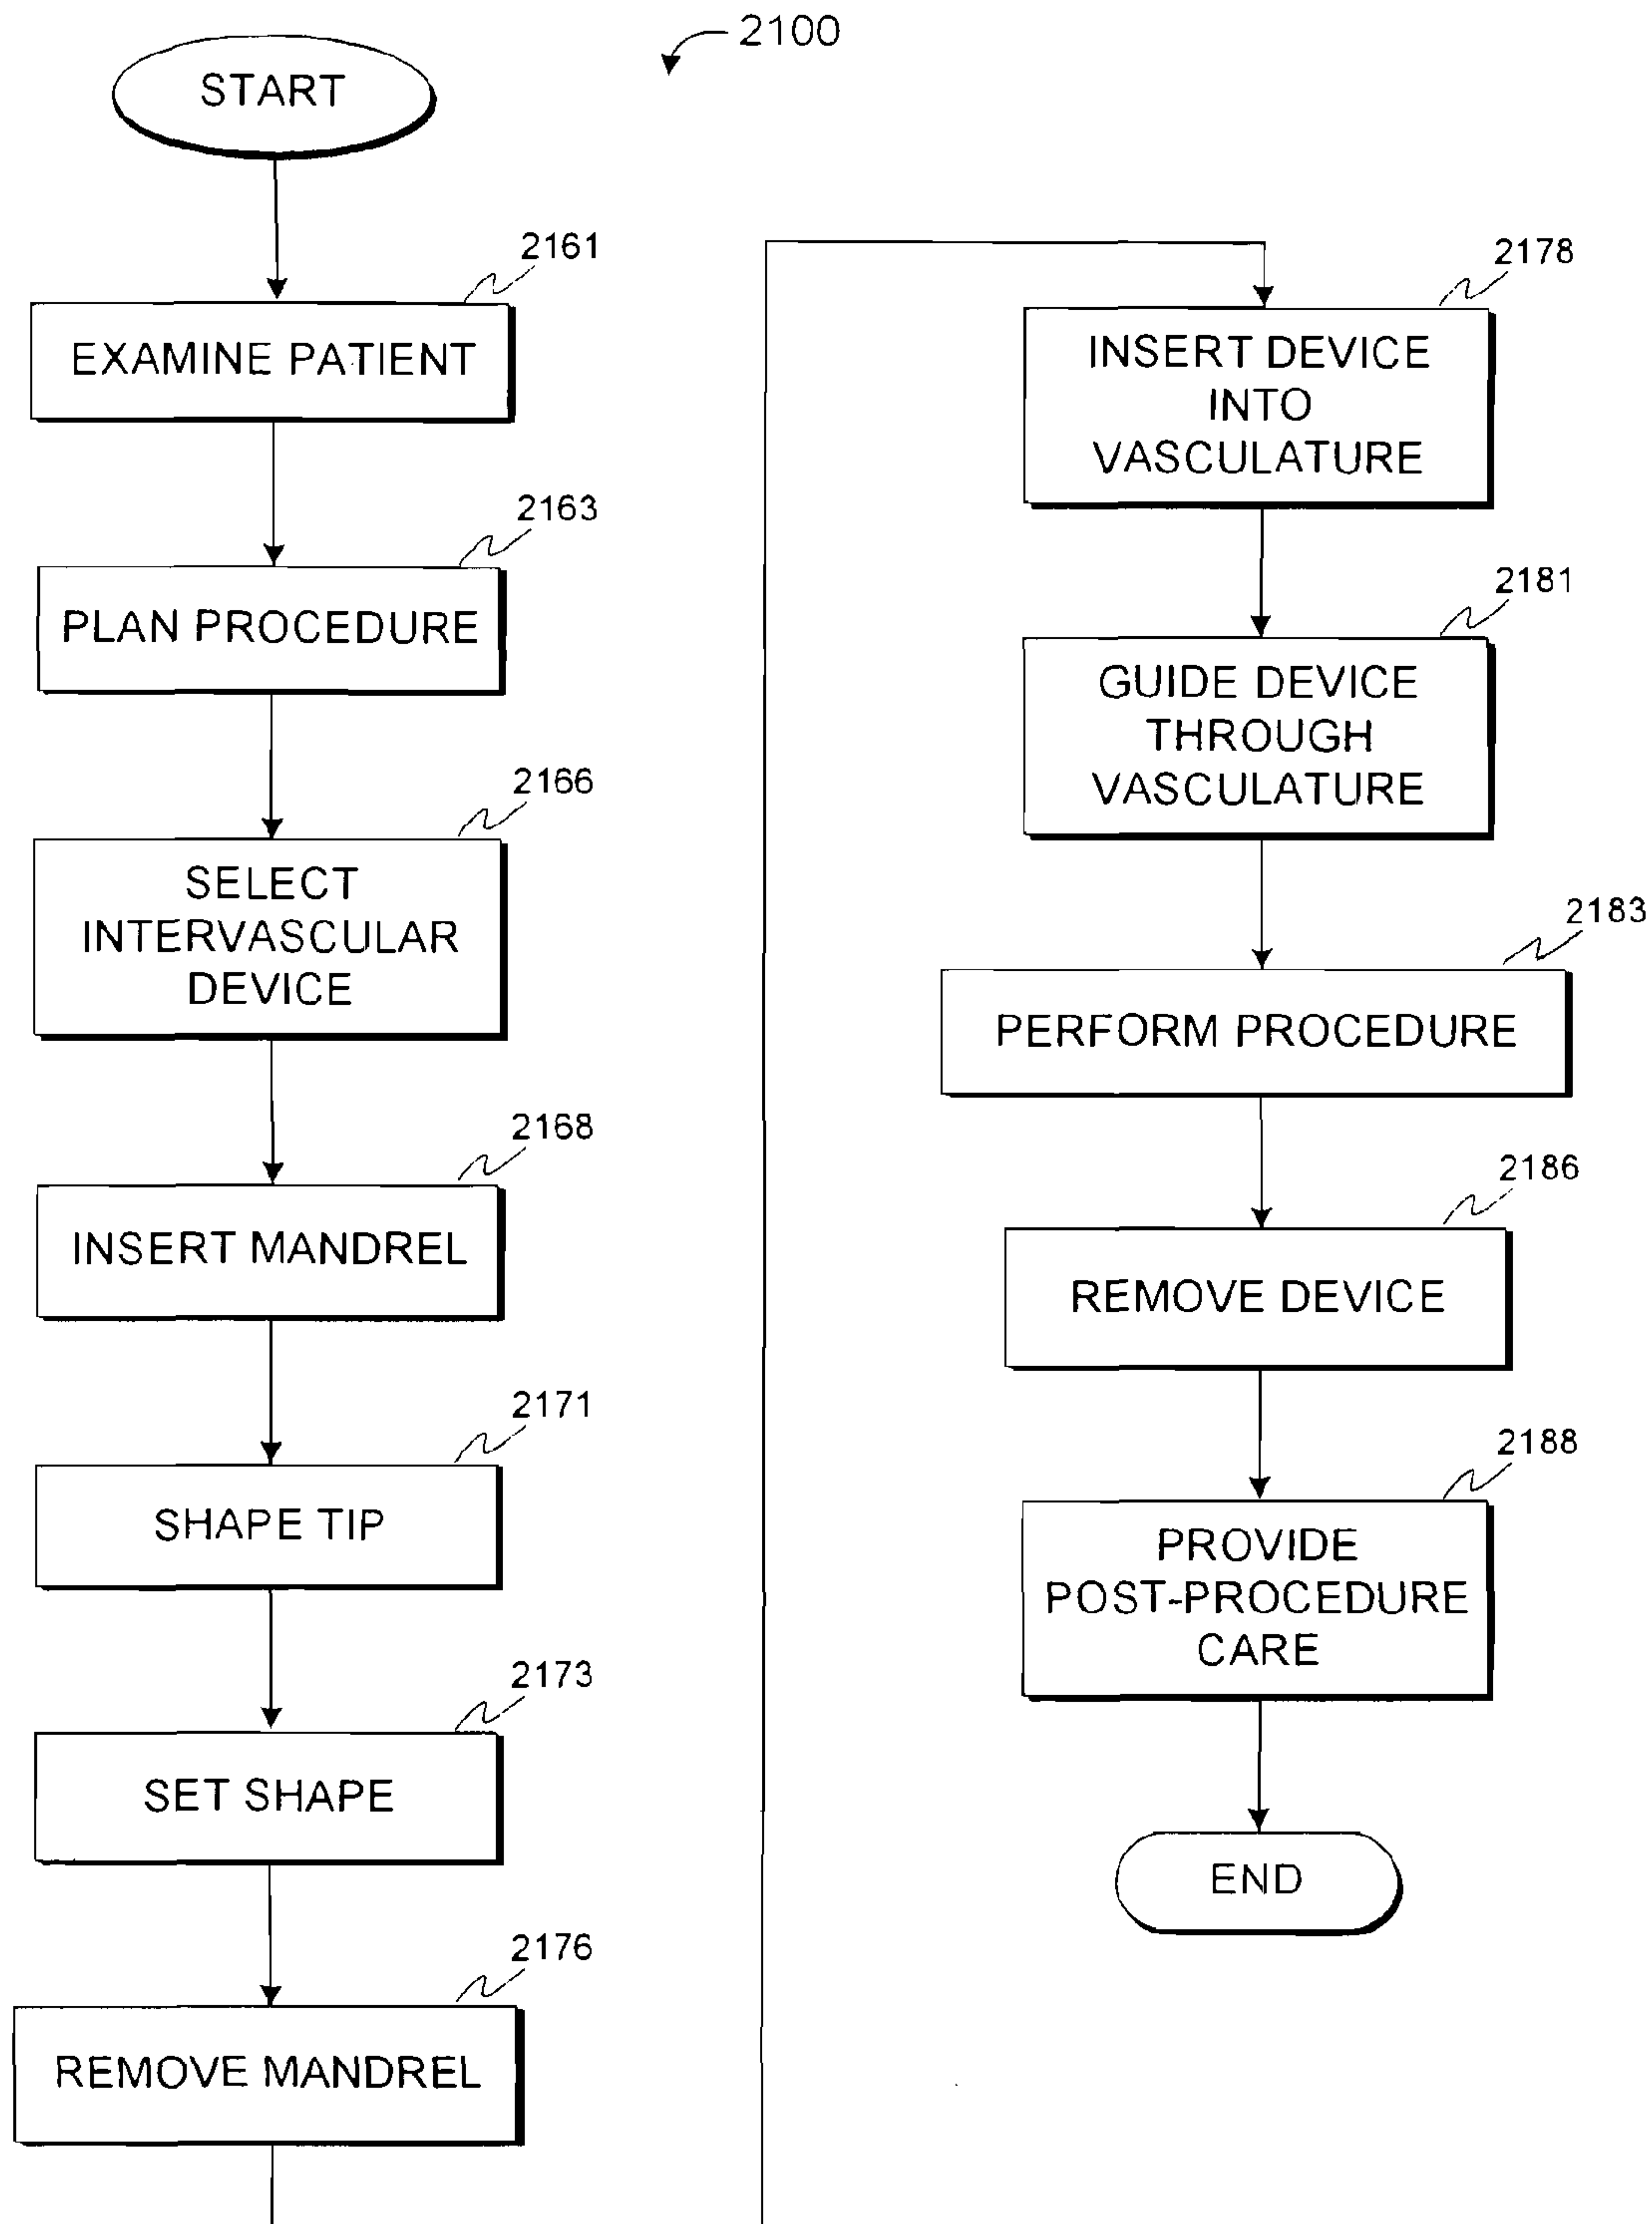 2100
START
2161
EXAMINE PATIENT
2163
PLAN PROCEDURE
2166
SELECT
INTERVASCULAR
DEVICE
2168
INSERT MANDREL
2171
SHAPE TIP
2173
SET SHAPE
2176
REMOVE MANDREL
2178
INSERT DEVICE
INTO
VASCULATURE
2181
GUIDE DEVICE
THROUGH
VASCULATURE
2183
PERFORM PROCEDURE
2186
REMOVE DEVICE
2188
PROVIDE
POST-PROCEDURE
CARE
END